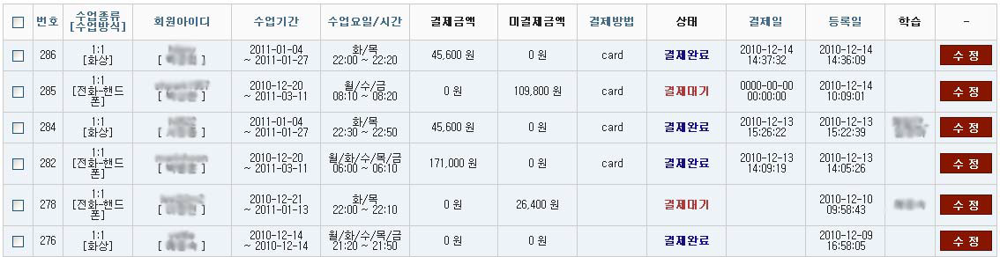 번호 수업종류 회원아이디 수업기간 수업요일/시간 결제금액 미결제금액 결제방법 상태 결제일 등록일 학습 -
[수업방식]
286 1:1 2011-01-04 화/목 45,600 원 0 원 card 결제완료 2010-12-14 2010-12-14 수 정
[화상] [ ] ~ 2011-01-27 22:00 ~ 22:20 14:37:32 14:36:09
285 1:1 2010-12-20 월/수/금 0 원 109,800 원 card 결제대기 0000-00-00 2010-12-14 수 정
[전화-핸드 [ ] ~ 2011-03-11 08:10 ~ 08:20 00:00:00 10:09:01
폰]
284 1:1 2011-01-04 화/목 45,600 원 0 원 card 결제완료 2010-12-13 2010-12-13 수 정
[화상] [ ] ~ 2011-01-27 22:30 ~ 22:50 15:26:22 15:22:39
282 1:1 2010-12-20 월/화/수/목/금 171,000 원 0 원 card 결제완료 2010-12-13 2010-12-13 수 정
[전화-핸드 [ ] ~ 2011-03-11 06:00 ~ 06:10 14:09:19 14:05:26
폰]
278 1:1 2010-12-21 화/목 0 원 26,400 원 결제대기 2010-12-10 수 정
[전화-핸드 [ ] ~ 2011-01-13 22:00 ~ 22:10 09:58:43
폰]
276 1:1 2010-12-14 월/화/수/목/금 0 원 0 원 결제완료 2010-12-09 수 정
[화상] [ ] ~ 2010-12-14 21:20 ~ 21:50 16:58:05